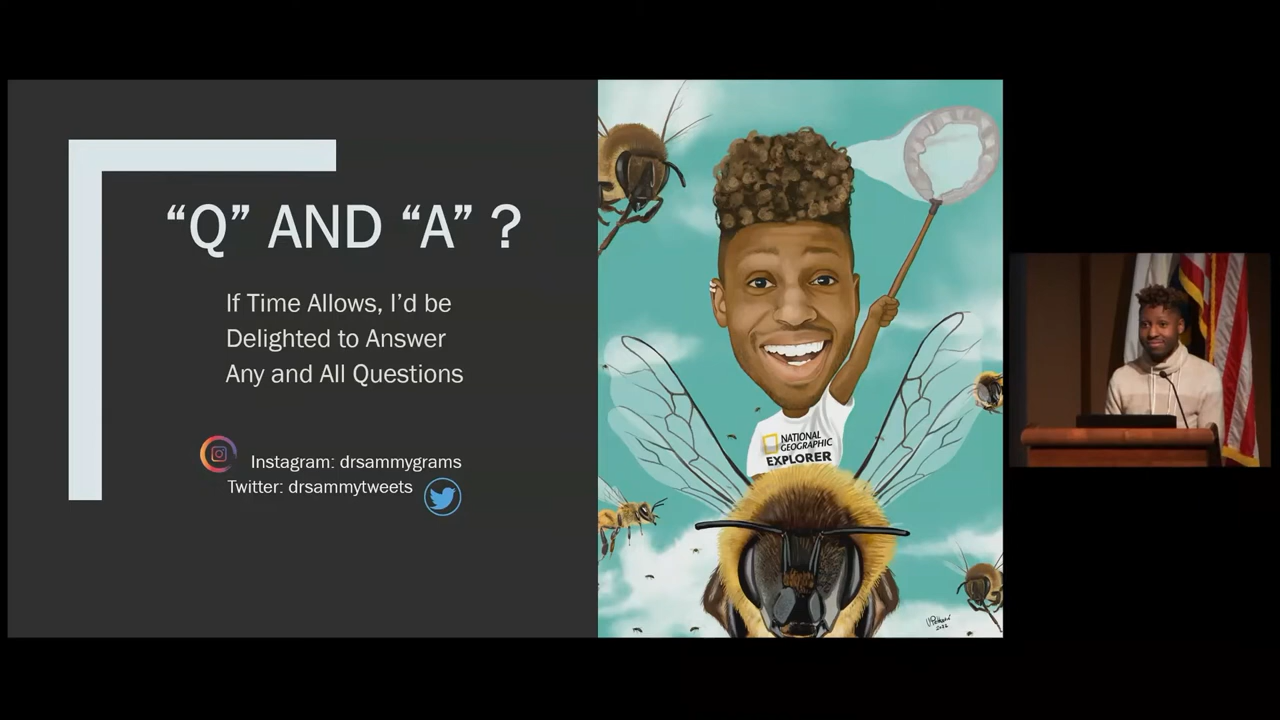 “Q” AND “A” ?
If Time Allows, I’d be
Delighted to Answer
Any and All Questions
Instagram: drsammygrams
Twitter: drsammytweets
NATIONAL
GEOGRAPHIC
EXPLORER
2022